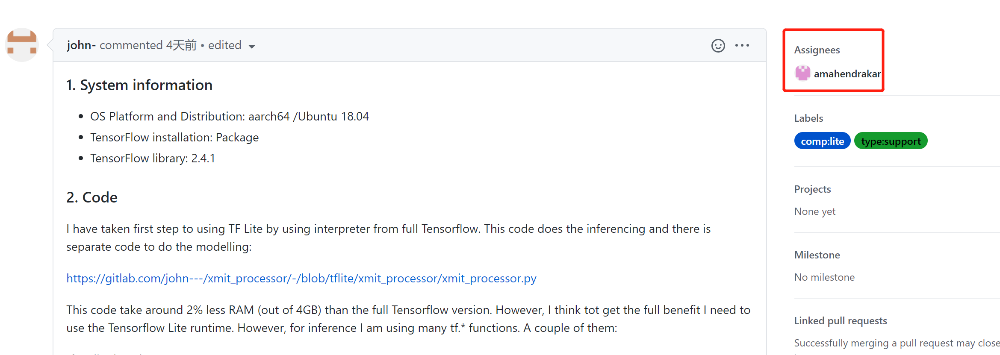 john- commented 4天前 • edited
1. System information
OS Platform and Distribution: aarch64 /Ubuntu 18.04
TensorFlow installation: Package
TensorFlow library: 2.4.1
2. Code
I have taken first step to using TF Lite by using interpreter from full Tensorflow. This code does the inferencing and there is
separate code to do the modelling:
https://gitlab.com/john---/xmit_processor/-/blob/tflite/xmit_processor/xmit_processor.py
This code take around 2% less RAM (out of 4GB) than the full Tensorflow version. However, I think tot get the full benefit I need to
use the Tensorflow Lite runtime. However, for inference I am using many tf.* functions. A couple of them:
Assignees
amahendrakar
Labels
comp:lite type:support
Projects
None yet
Milestone
No milestone
Linked pull requests
Successfully merging a pull request may close